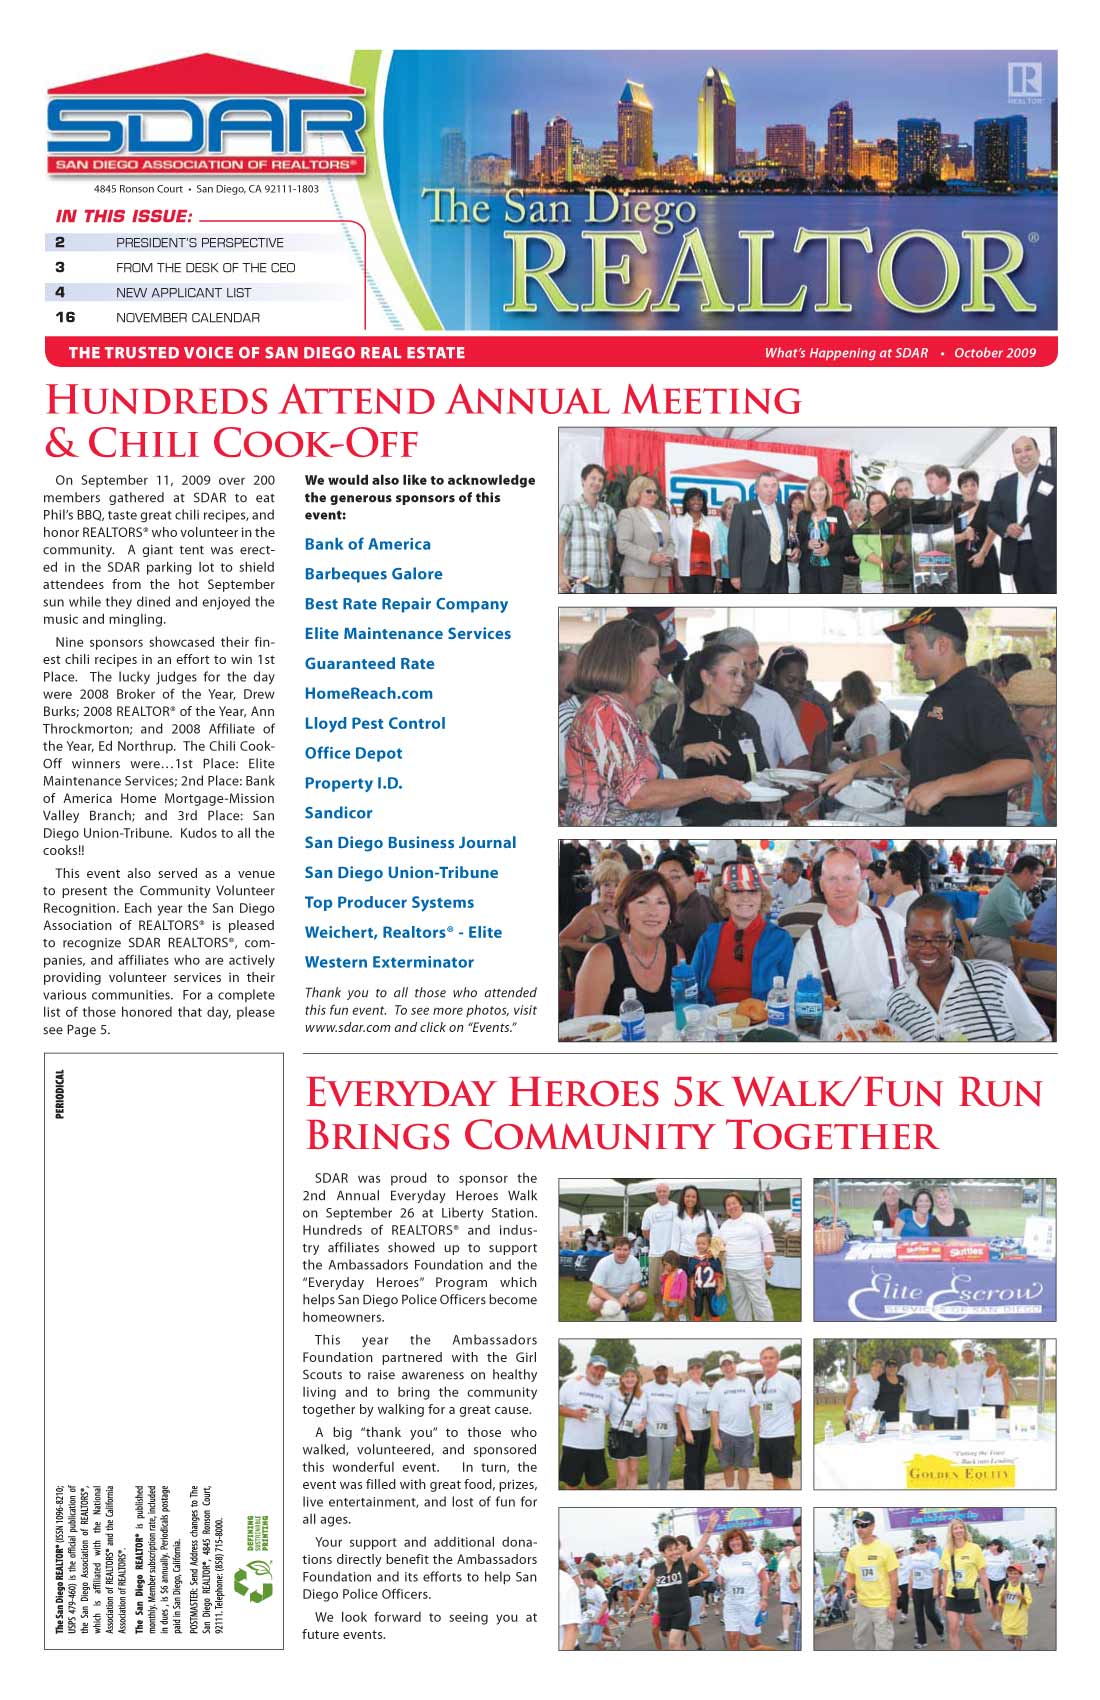 SDAR
SAN DIEGO ASSOCIATION OF REALTORS®
4845 Ronson Court • San Diego, CA 92111-1803
IN THIS ISSUE:
2 PRESIDENT'S PERSPECTIVE
3 FROM THE DESK OF THE CEO
4 NEW APPLICANT LIST
16 NOVEMBER CALENDAR
R
REALTOR
The San Diego
REALTOR®
THE TRUSTED VOICE OF SAN DIEGO REAL ESTATE
What's Happening at SDAR • October 2009
HUNDREDS ATTEND ANNUAL MEETING
& CHILI COOK-OFF
On September 11, 2009 over 200
members gathered at SDAR to eat
Phil's BBQ, taste great chili recipes, and
honor REALTORS® who volunteer in the
community. A giant tent was erect-
ed in the SDAR parking lot to shield
attendees from the hot September
sun while they dined and enjoyed the
music and mingling.
Nine sponsors showcased their fin-
est chili recipes in an effort to win 1st
Place. The lucky judges for the day
were 2008 Broker of the Year, Drew
Burks; 2008 REALTOR® of the Year, Ann
Throckmorton; and 2008 Affiliate of
the Year, Ed Northrup. The Chili Cook-
Off winners were…1st Place: Elite
Maintenance Services; 2nd Place: Bank
of America Home Mortgage-Mission
Valley Branch; and 3rd Place: San
Diego Union-Tribune. Kudos to all the
cooks!!
This event also served as a venue
to present the Community Volunteer
Recognition. Each year the San Diego
Association of REALTORS® is pleased
to recognize SDAR REALTORS®, com-
panies, and affiliates who are actively
providing volunteer services in their
various communities. For a complete
list of those honored that day, please
see Page 5.
We would also like to acknowledge
the generous sponsors of this
event:
Bank of America
Barbeques Galore
Best Rate Repair Company
Elite Maintenance Services
Guaranteed Rate
HomeReach.com
Lloyd Pest Control
Office Depot
Property I.D.
Sandicor
San Diego Business Journal
San Diego Union-Tribune
Top Producer Systems
Weichert, Realtors® - Elite
Western Exterminator
Thank you to all those who attended
this fun event. To see more photos, visit
www.sdar.com and click on "Events."
PERIODICAL
The San Diego REALTOR® (ISSN 1096-8210;
USPS 479-460) is the official publication of
the San Diego Association of REALTORS®,
which is affiliated with the National
Association of REALTORS® and the California
Association of REALTORS®.
The San Diego REALTOR® is published
monthly. Member subscription rate, included
in dues , is $6 annually. Periodicals postage
paid in San Diego, California.
POSTMASTER: Send Address changes to The
San Diego REALTOR®, 4845 Ronson Court,
92111. Telephone: (858) 715-8000.
DEFINING
SUSTAINABLE
PRINTING
EVERYDAY HEROES 5K WALK/FUN RUN
BRINGS COMMUNITY TOGETHER
SDAR was proud to sponsor the
2nd Annual Everyday Heroes Walk
on September 26 at Liberty Station.
Hundreds of REALTORS® and indus-
try affiliates showed up to support
the Ambassadors Foundation and the
"Everyday Heroes" Program which
helps San Diego Police Officers become
homeowners.
This year the Ambassadors
Foundation partnered with the Girl
Scouts to raise awareness on healthy
living and to bring the community
together by walking for a great cause.
A big "thank you" to those who
walked, volunteered, and sponsored
this wonderful event. In turn, the
event was filled with great food, prizes,
live entertainment, and lost of fun for
all ages.
Your support and additional dona-
tions directly benefit the Ambassadors
Foundation and its efforts to help San
Diego Police Officers.
We look forward to seeing you at
future events.
SDAR
SDAR
42
Skittles
Elite Escrow
SERVICES OF SAN DIEGO
178
182
"Putting the Trust
Back into Lending"
GOLDEN EQUITY
92101
173
174
177